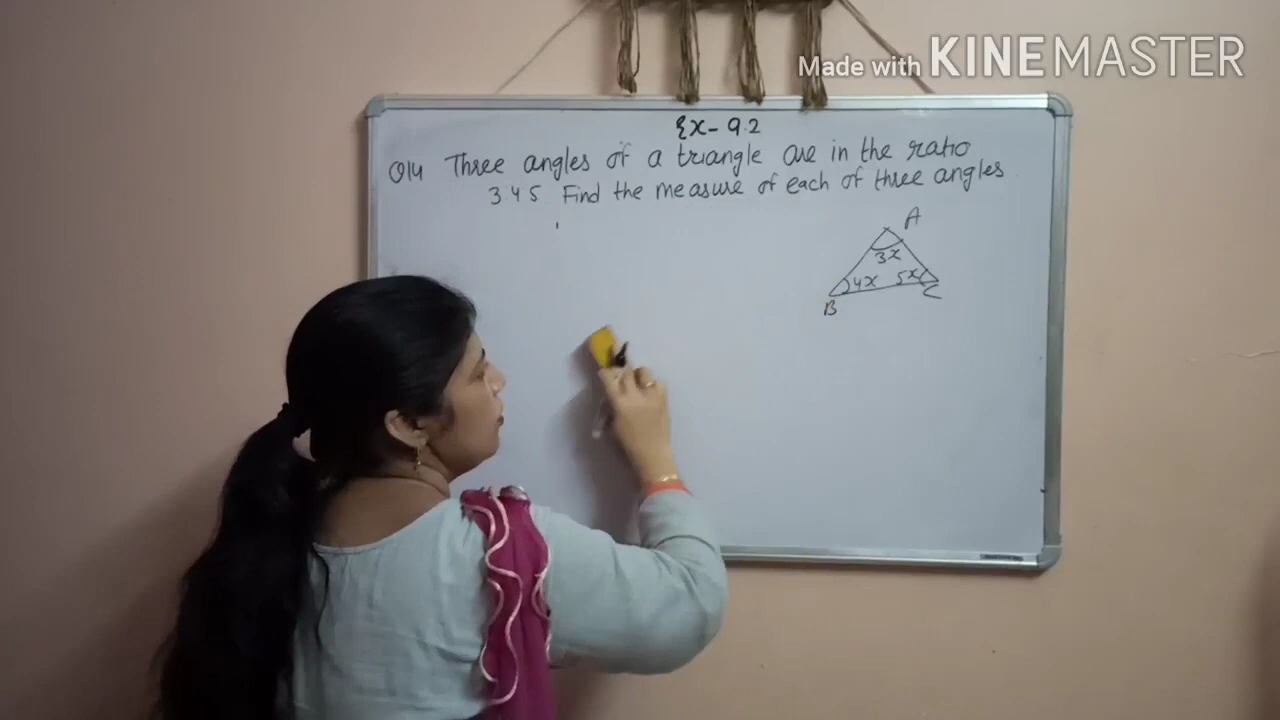 Made with KINEMASTER
Ex- 9.2
Q14 Three angles of a triangle are in the ratio
3.4 5 Find the measure of each of three angles
A
3x
4x 5x
B C